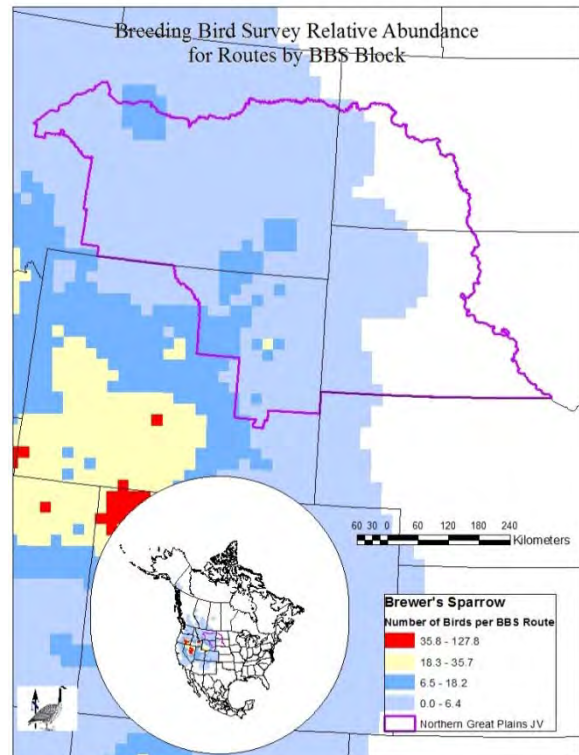 Breeding Bird Survey Relative Abundance
for Routes by BBS Block
60 30 0 60 120 180 240
Kilometers
Brewer's Sparrow
Number of Birds per BBS Route
35.8 - 127.8
18.3 - 35.7
6.5 - 18.2
0.0 - 6.4
Northern Great Plains JV